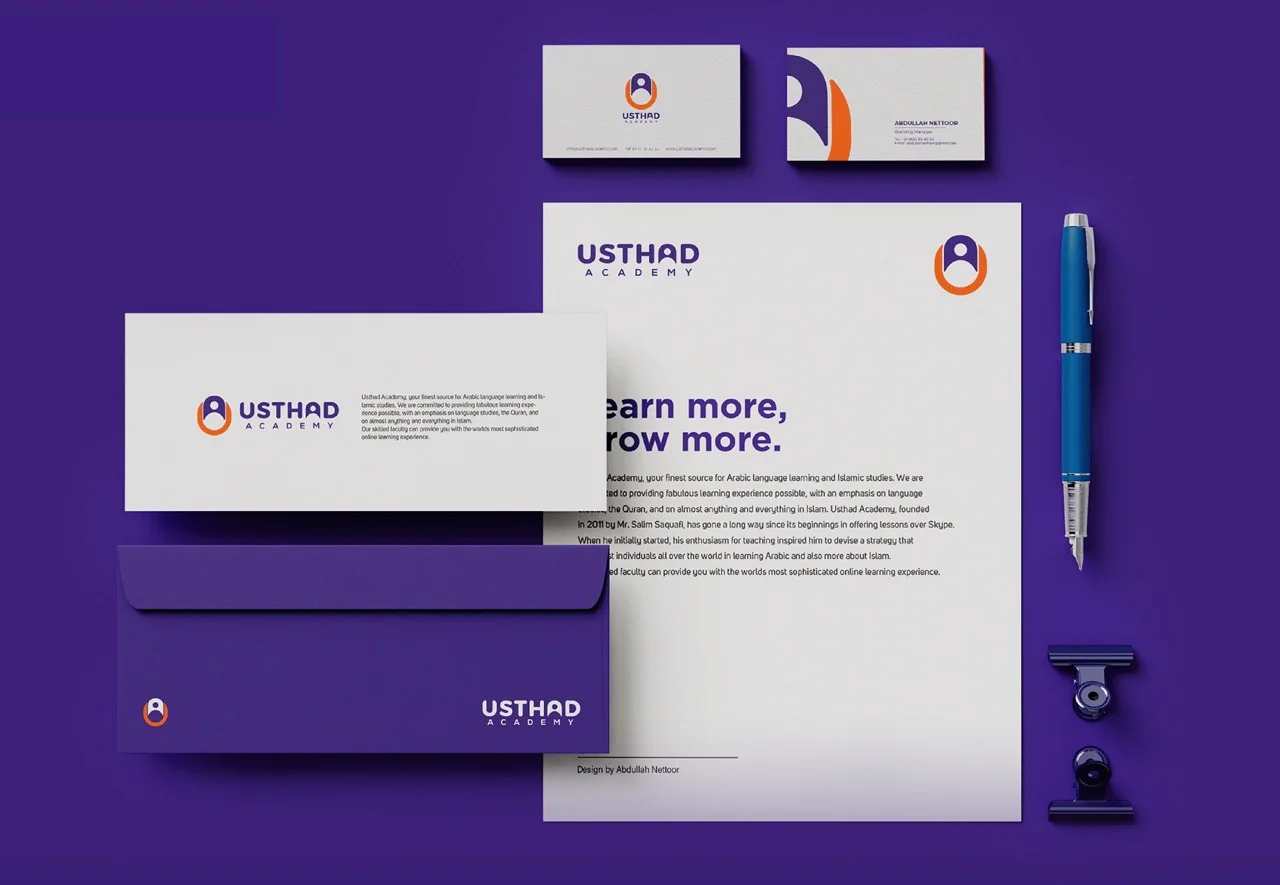 USTHAD
ACADEMY
ABDULLAH NETTOOR
Branding Manager
USTHAD
ACADEMY
earn more,
row more.
Academy, your finest source for Arabic language learning and Islamic studies. We are
ted to providing fabulous learning experience possible, with an emphasis on language
the Quran, and on almost anything and everything in Islam. Usthad Academy, founded
in 2011 by Mr. Salim Saquafi, has gone a long way since its beginnings in offering lessons over Skype.
When he initially started, his enthusiasm for teaching inspired him to devise a strategy that
st individuals all over the world in learning Arabic and also more about Islam.
ed faculty can provide you with the worlds most sophisticated online learning experience.
Design by Abdullah Nettoor
USTHAD
ACADEMY
Usthad Academy, your finest source for Arabic language learning and Is-
lamic studies. We are committed to providing fabulous learning expe-
rience possible, with an emphasis on language studies, the Quran, and
on almost anything and everything in Islam.
Our skilled faculty can provide you with the worlds most sophisticated
online learning experience.
USTHAD
ACADEMY